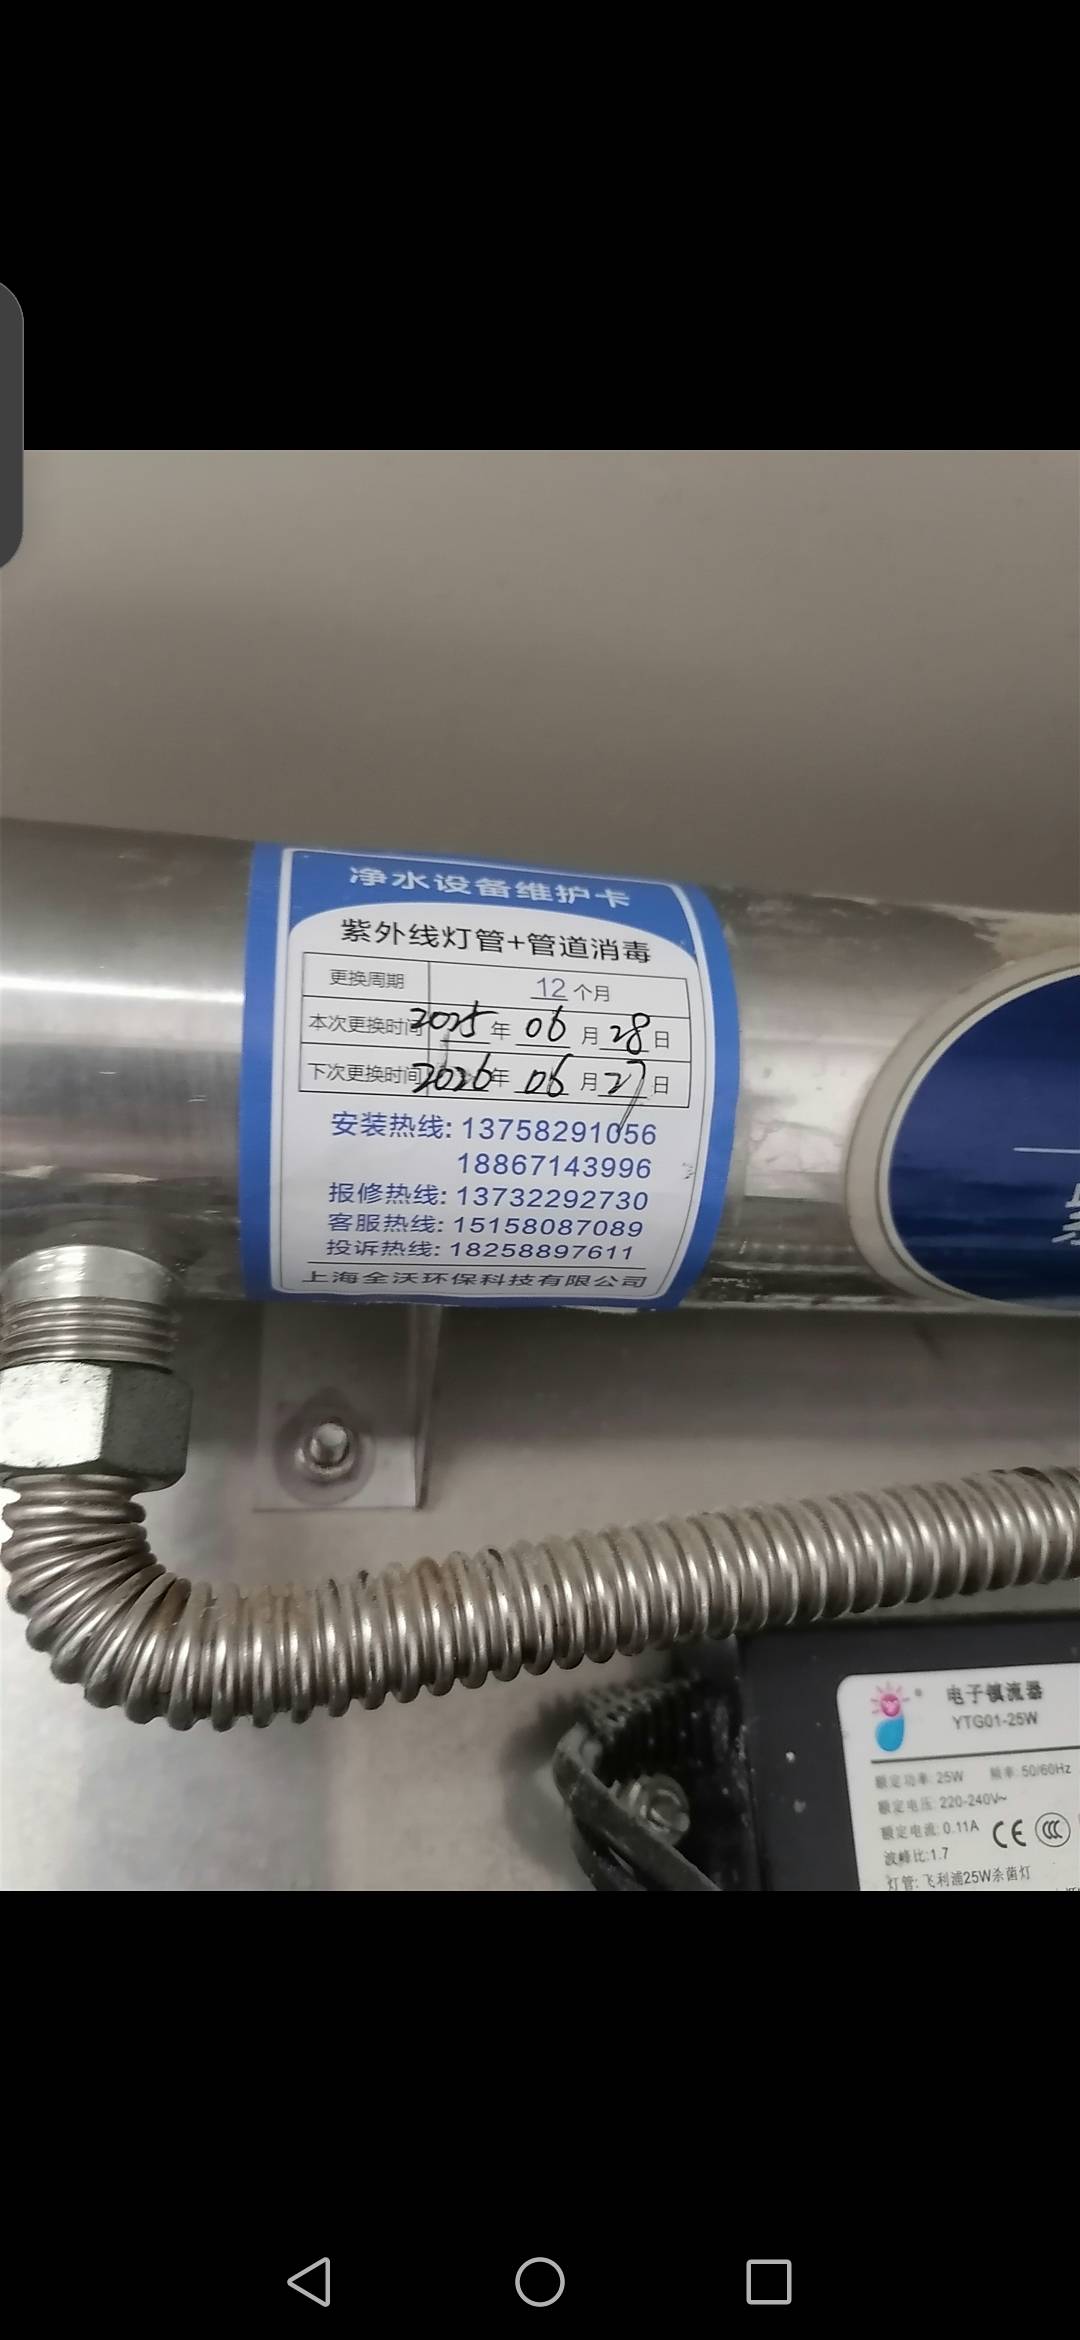 净水设备维护卡
紫外线灯管+管道消毒
更换周期 12 个月
本次更换时间 2025 年 06 月 28 日
下次更换时间 2026 年 06 月 27 日
安装热线: 13758291056
18867143996
报修热线: 13732292730
客服热线: 15158087089
投诉热线: 18258897611
上海全沃环保科技有限公司
电子镇流器
YTG01-25W
额定功率: 25W 频率: 50/60Hz
额定电压: 220-240V~
额定电流: 0.11A
波峰比:1.7
灯管: 飞利浦25W杀菌灯
CE
CCC